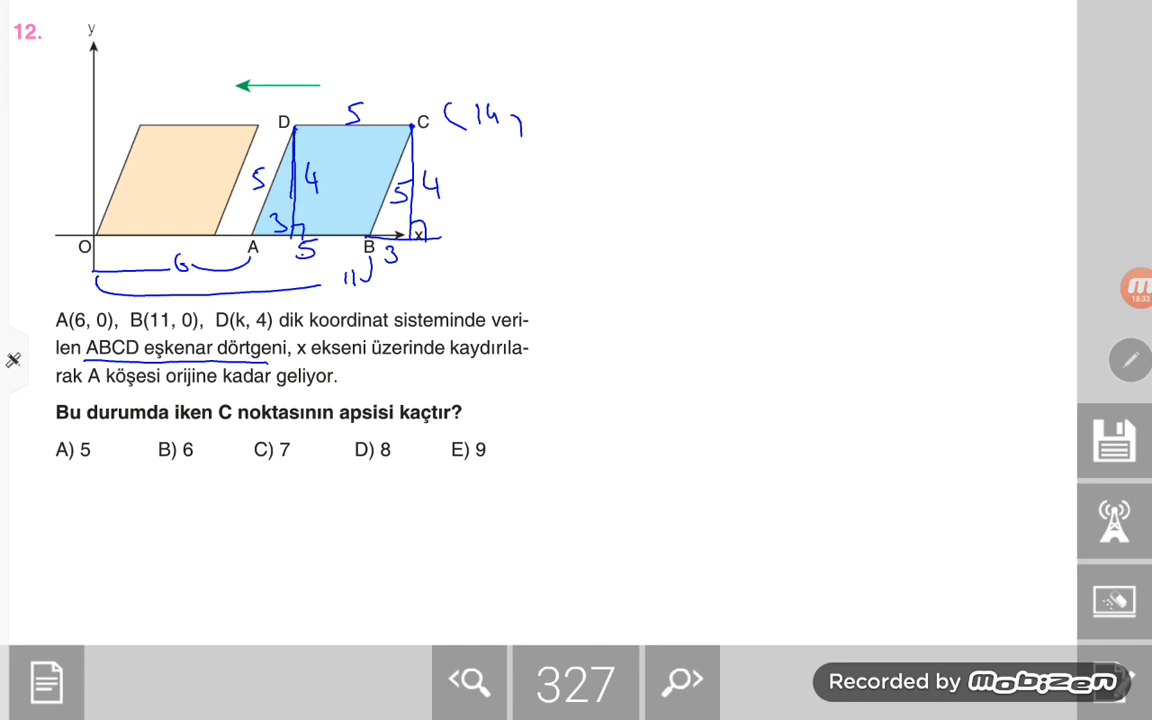 12.
y
D
5
C
(14,
5
4
5
4
3
O
A
5
B
3
x
6
11
A(6, 0), B(11, 0), D(k, 4) dik koordinat sisteminde veri-
len ABCD eşkenar dörtgeni, x ekseni üzerinde kaydırıla-
rak A köşesi orijine kadar geliyor.
Bu durumda iken C noktasının apsisi kaçtır?
A) 5 B) 6 C) 7 D) 8 E) 9
18:33
327
Recorded by mobizen